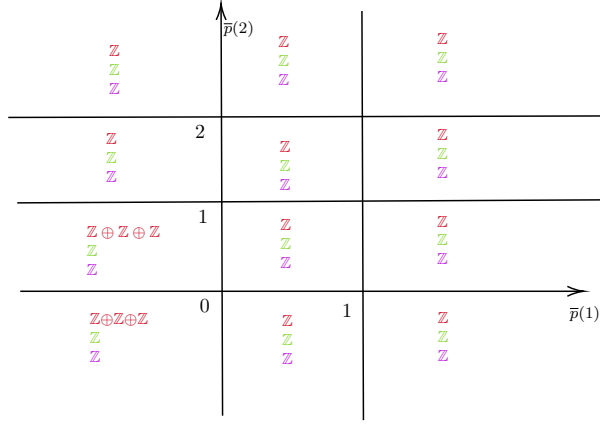 p̅(2)
ℤ ℤ ℤ
ℤ ℤ ℤ
ℤ ℤ ℤ
2
ℤ ℤ ℤ
ℤ ℤ ℤ
ℤ ℤ ℤ
1
ℤ ⊕ ℤ ⊕ ℤ ℤ ℤ
ℤ ℤ ℤ
ℤ ℤ ℤ
0 1 p̅(1)
ℤ⊕ℤ⊕ℤ ℤ ℤ
ℤ ℤ ℤ
ℤ ℤ ℤ